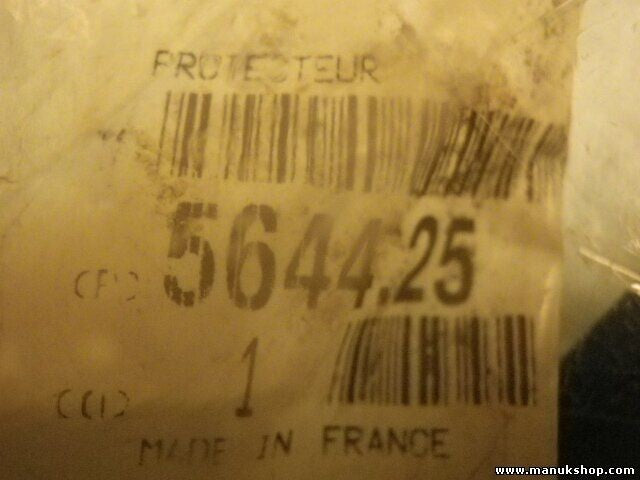 PROTECTEUR
(P) 5644.25
(Q) 1
MADE IN FRANCE
www.manukshop.com